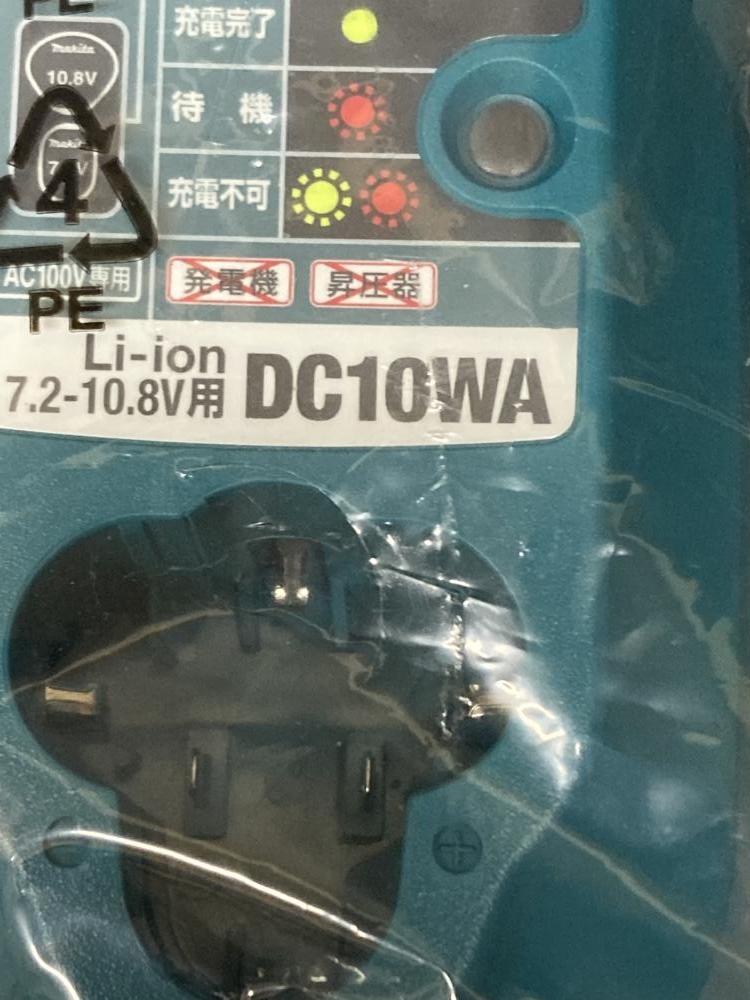 PE
充電完了
makita
10.8V
待 機
makita
充電不可
4
AC100V専用
発電機
昇圧器
PE
Li-ion
7.2-10.8V用
DC10WA